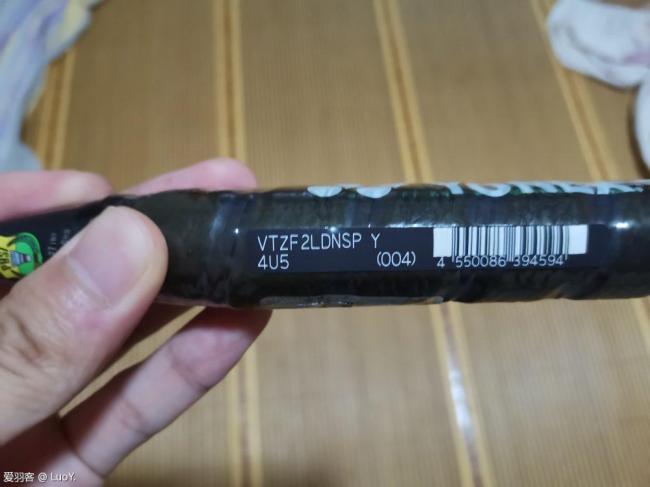 VTZF2LDNSP Y
4U5 (004)
4 550086 394594
爱羽客 @ LuoY.